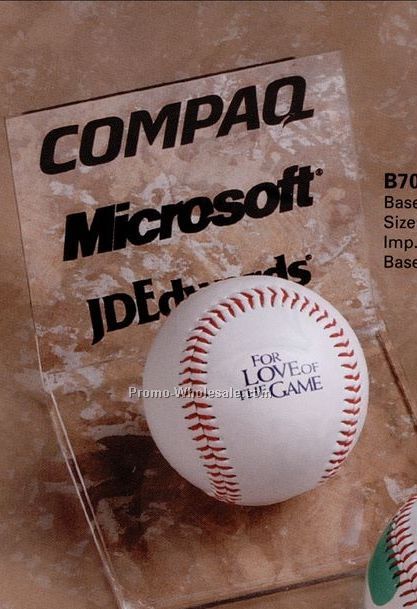 COMPAQ
Microsoft®
JDEdwards®
FOR
LOVE OF
THE GAME
Promo-Wholesale.com
B70
Base
Size
Imp.
Base